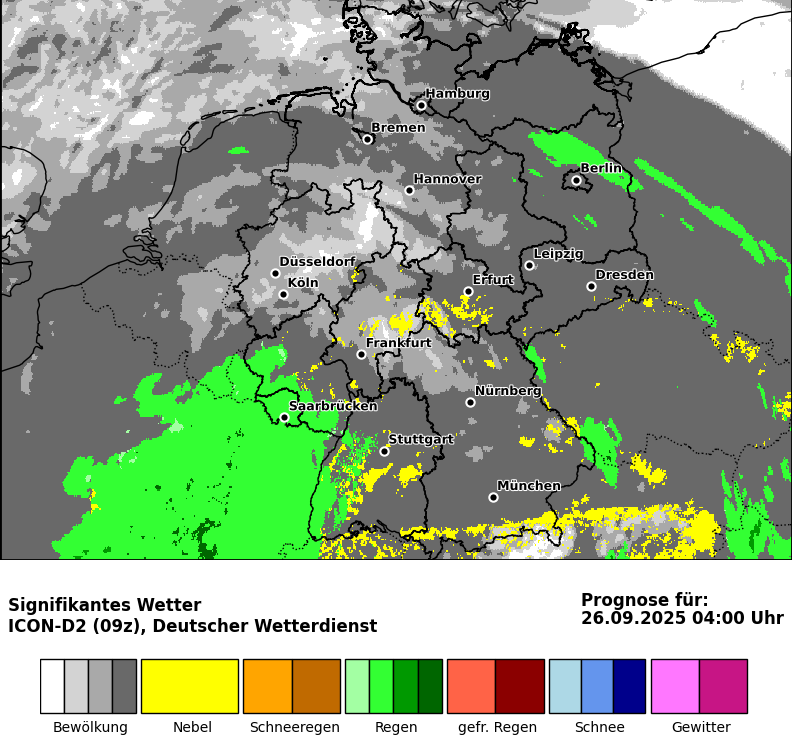 Hamburg
Bremen
Berlin
Hannover
Leipzig
Düsseldorf
Dresden
Köln
Erfurt
Frankfurt
Nürnberg
Saarbrücken
Stuttgart
München
Signifikantes Wetter
ICON-D2 (09z), Deutscher Wetterdienst
Prognose für:
26.09.2025 04:00 Uhr
Bewölkung Nebel Schneeregen Regen gefr. Regen Schnee Gewitter